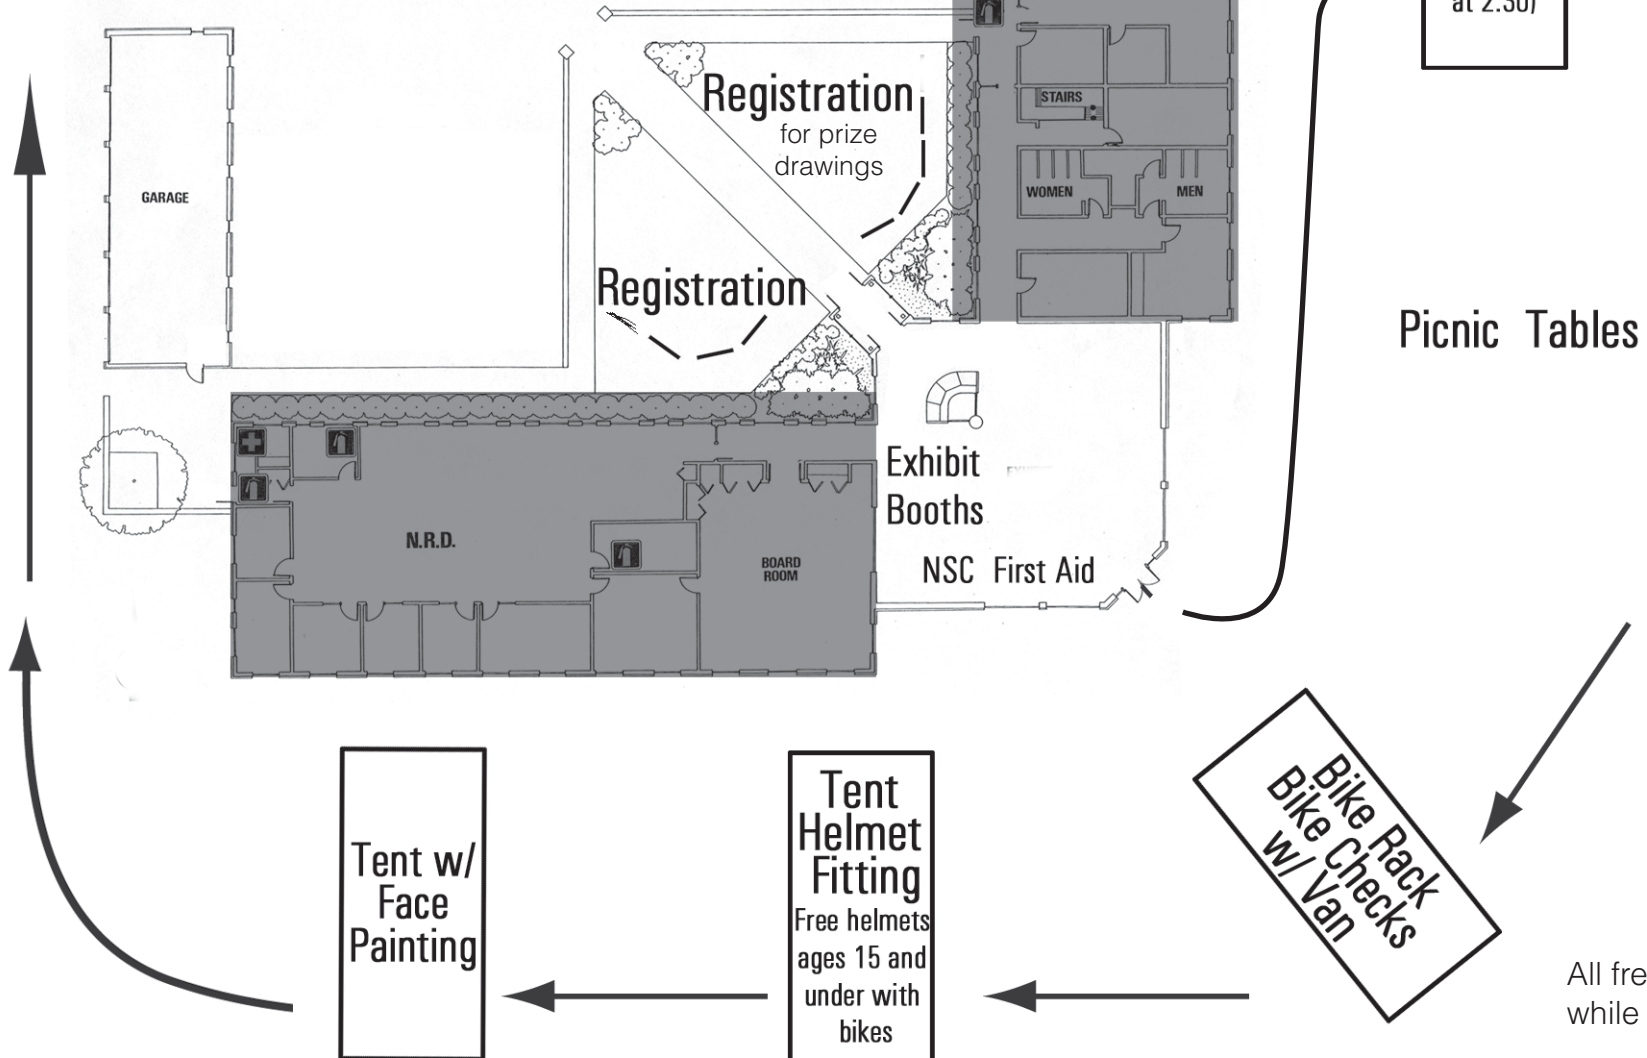 at 2:30)
Registration
for prize
drawings
STAIRS
GARAGE
WOMEN
MEN
Registration
Picnic Tables
Exhibit
Booths
N.R.D.
BOARD
ROOM
NSC First Aid
Bike Rack
Bike Checks
w/ Van
Tent
Helmet
Fitting
Free helmets
ages 15 and
under with
bikes
Tent w/
Face
Painting
All fre
while